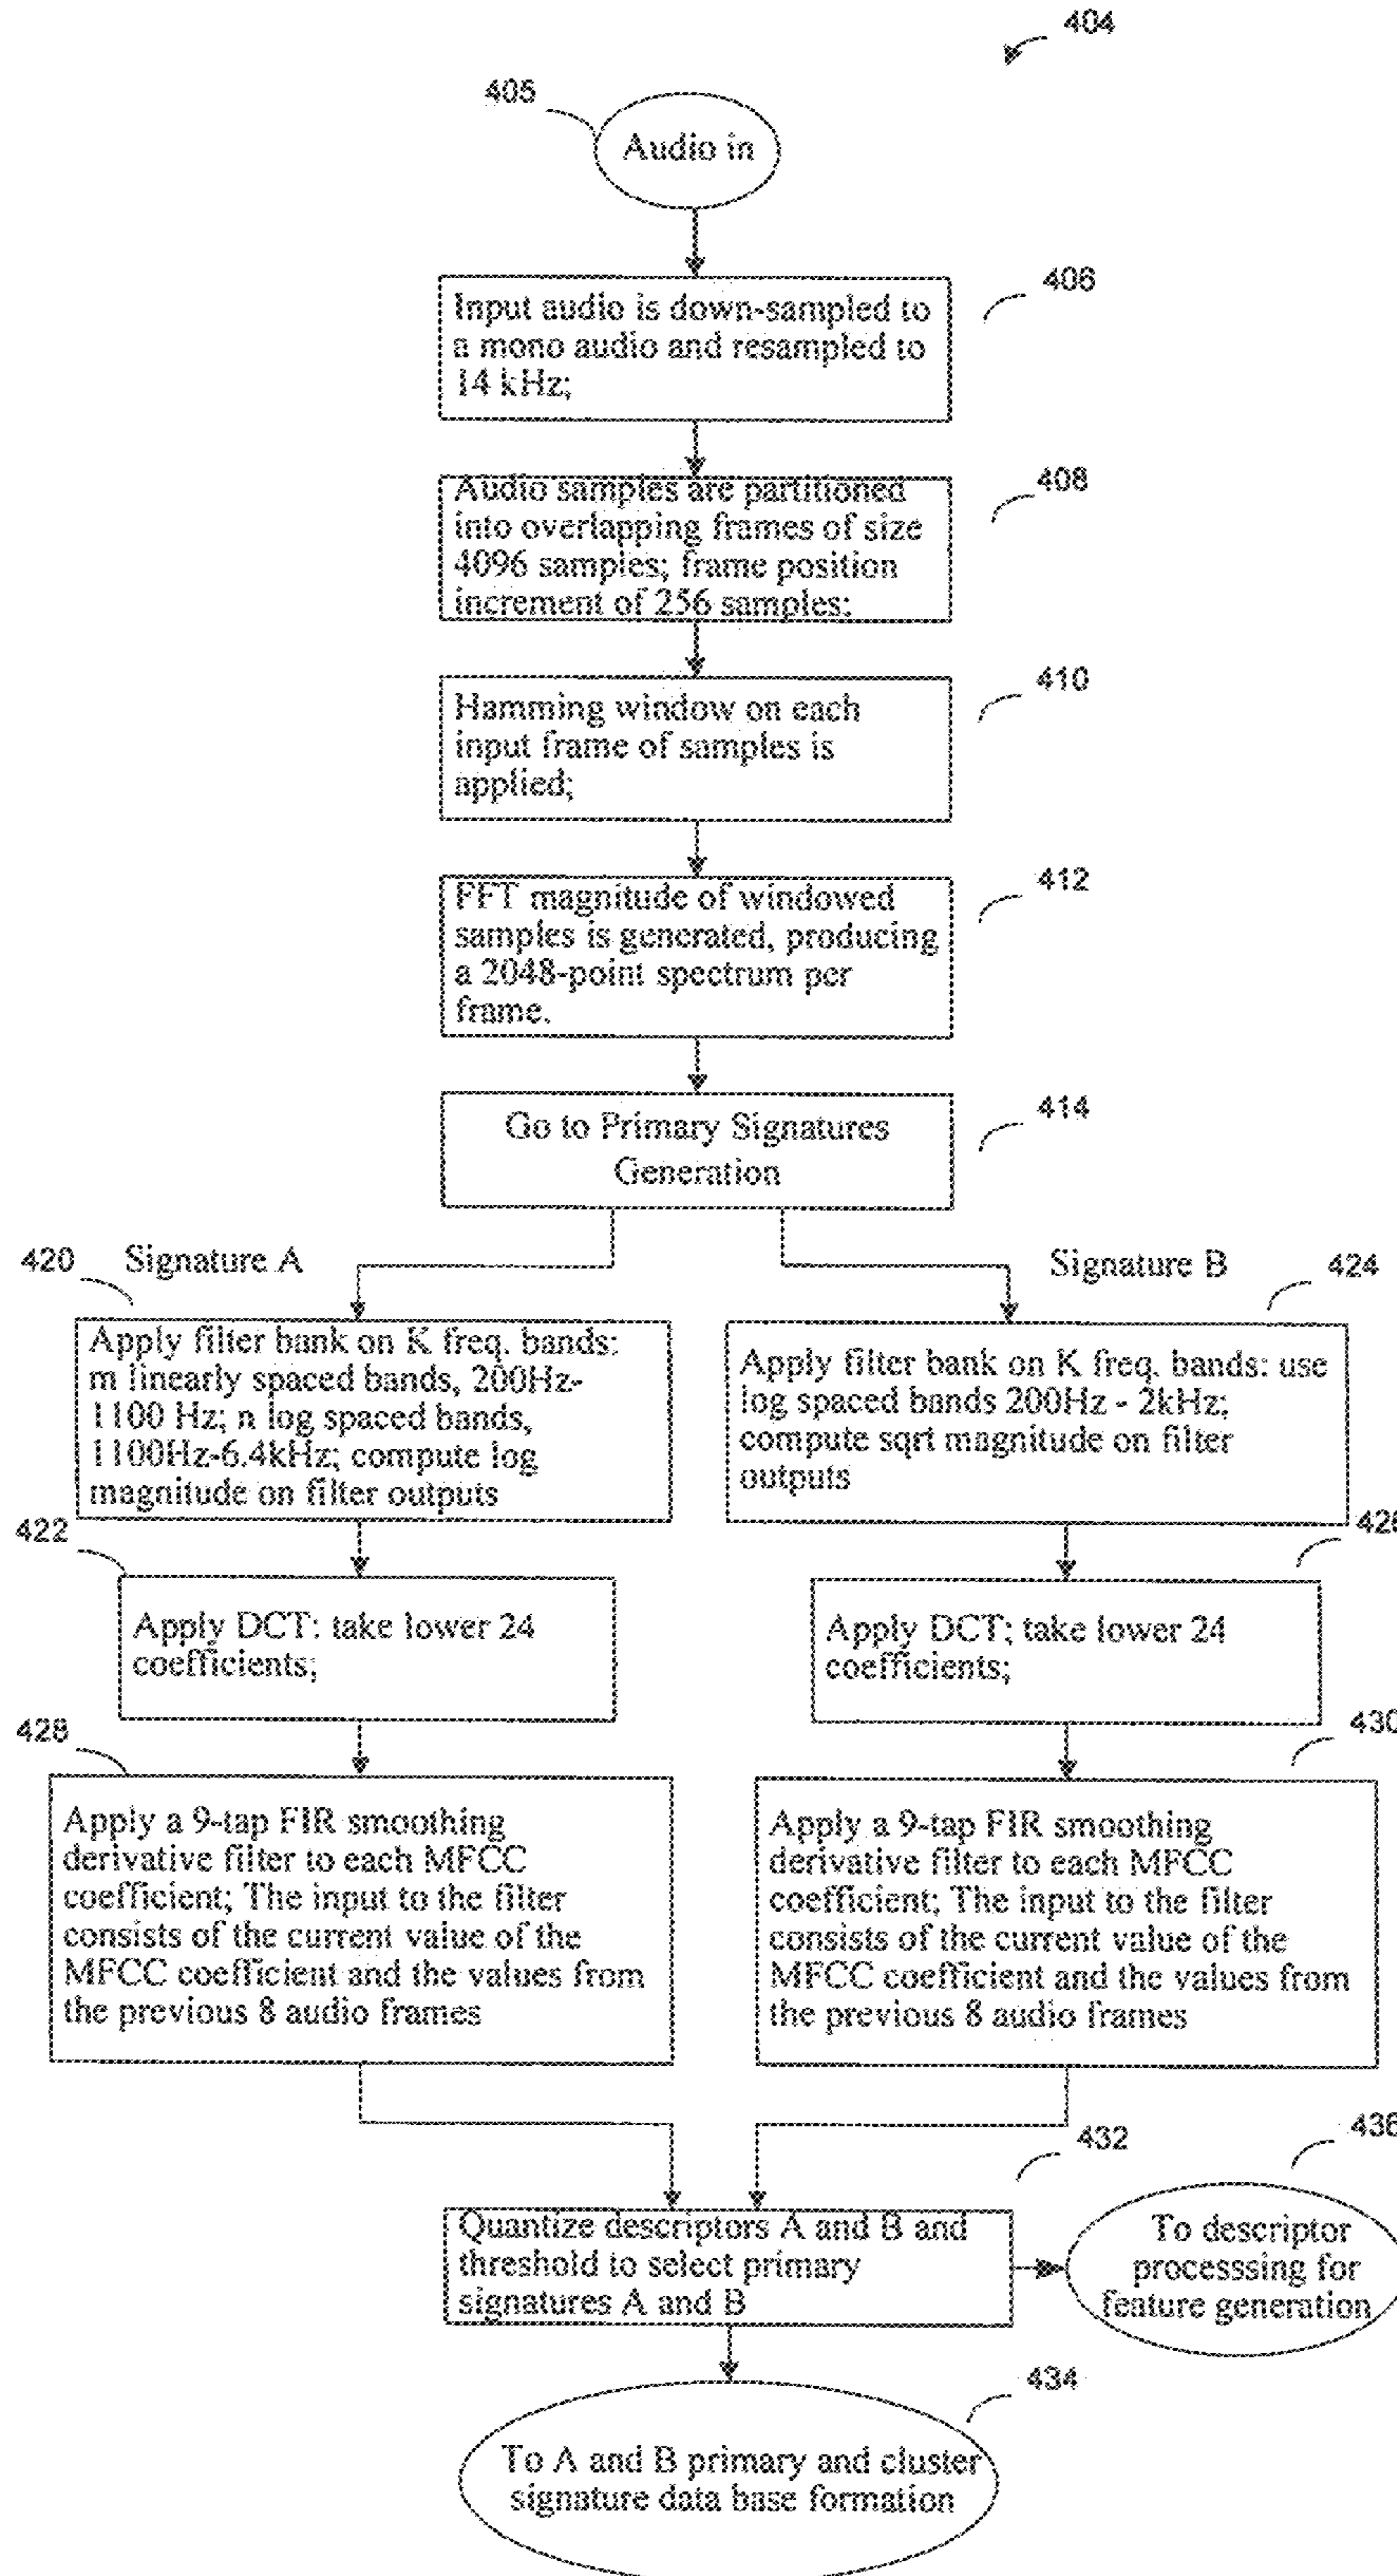 404
405
Audio in
406
Input audio is down-sampled to
a mono audio and resampled to
14 kHz;
408
Audio samples are partitioned
into overlapping frames of size
4096 samples; frame position
increment of 256 samples;
410
Hamming window on each
input frame of samples is
applied;
412
FFT magnitude of windowed
samples is generated, producing
a 2048-point spectrum per
frame.
414
Go to Primary Signatures
Generation
420
Signature A
Signature B
424
Apply filter bank on K freq. bands:
m linearly spaced bands, 200Hz-
1100 Hz; n log spaced bands,
1100Hz-6.4kHz; compute log
magnitude on filter outputs
Apply filter bank on K freq. bands: use
log spaced bands 200Hz - 2kHz;
compute sqrt magnitude on filter
outputs
422
426
Apply DCT: take lower 24
coefficients;
Apply DCT; take lower 24
coefficients;
428
430
Apply a 9-tap FIR smoothing
derivative filter to each MFCC
coefficient; The input to the filter
consists of the current value of the
MFCC coefficient and the values from
the previous 8 audio frames
Apply a 9-tap FIR smoothing
derivative filter to each MFCC
coefficient; The input to the filter
consists of the current value of the
MFCC coefficient and the values from
the previous 8 audio frames
432
436
Quantize descriptors A and B and
threshold to select primary
signatures A and B
To descriptor
processsing for
feature generation
434
To A and B primary and cluster
signature data base formation